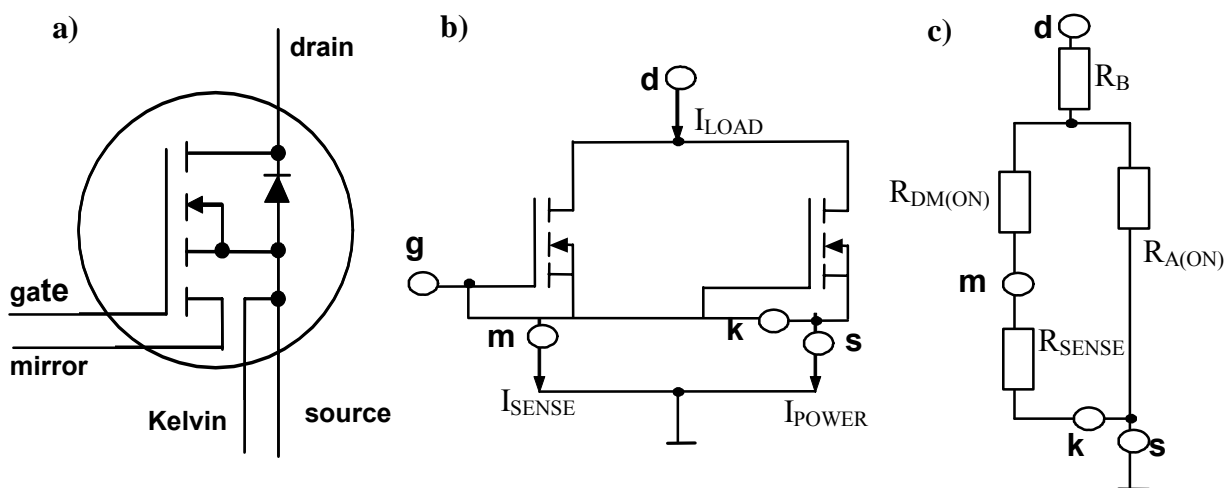 a)
drain
gate
mirror
Kelvin
source
b)
d
I_LOAD
g
m
k
s
I_SENSE
I_POWER
c)
d
R_B
R_DM(ON)
R_A(ON)
m
R_SENSE
k
s